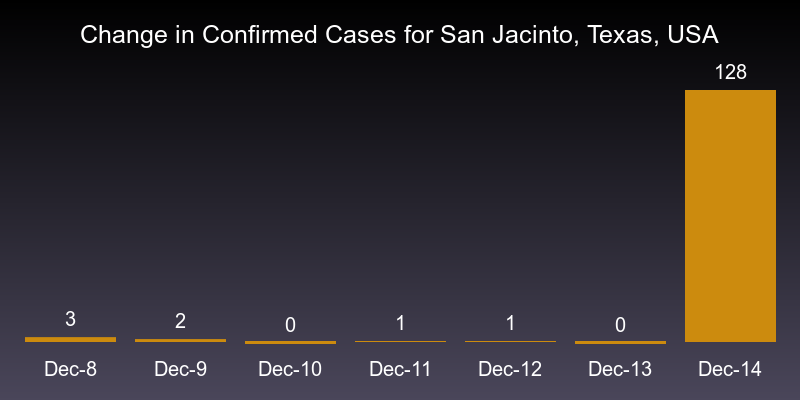 Change in Confirmed Cases for San Jacinto, Texas, USA
128
3
2
0
1
1
0
Dec-8
Dec-9
Dec-10
Dec-11
Dec-12
Dec-13
Dec-14